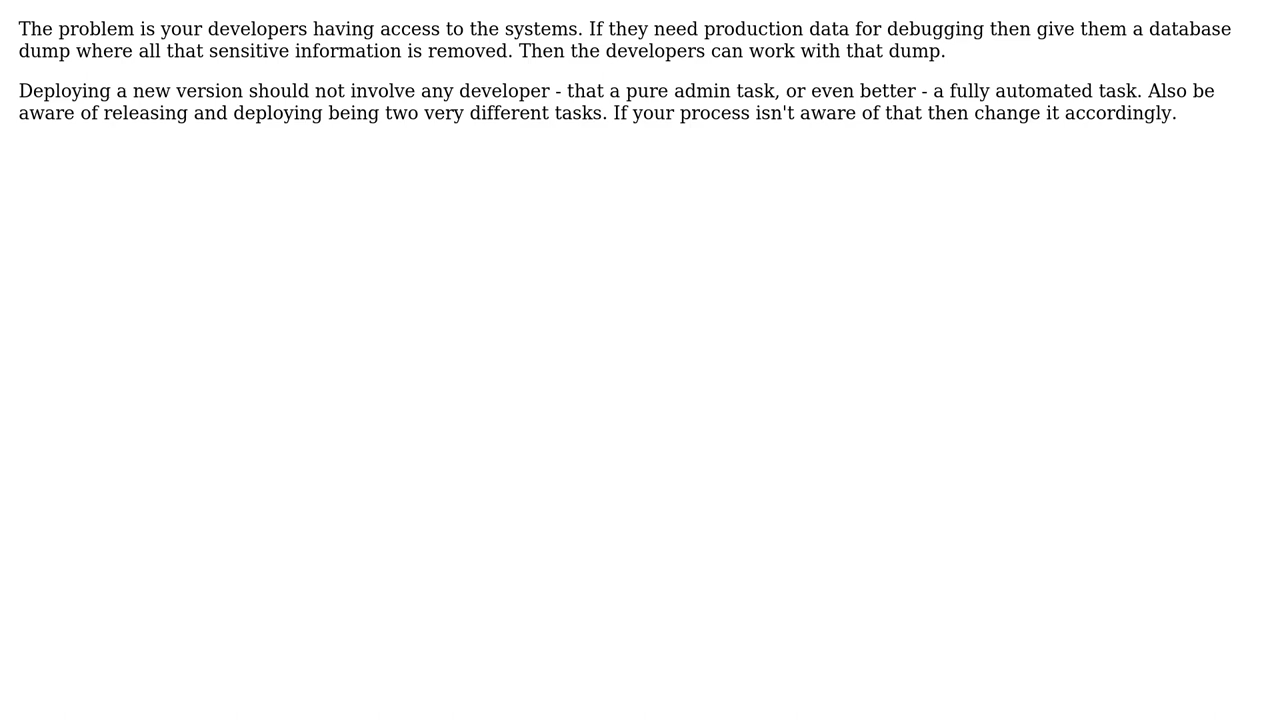 The problem is your developers having access to the systems. If they need production data for debugging then give them a database
dump where all that sensitive information is removed. Then the developers can work with that dump.
Deploying a new version should not involve any developer - that a pure admin task, or even better - a fully automated task. Also be
aware of releasing and deploying being two very different tasks. If your process isn't aware of that then change it accordingly.